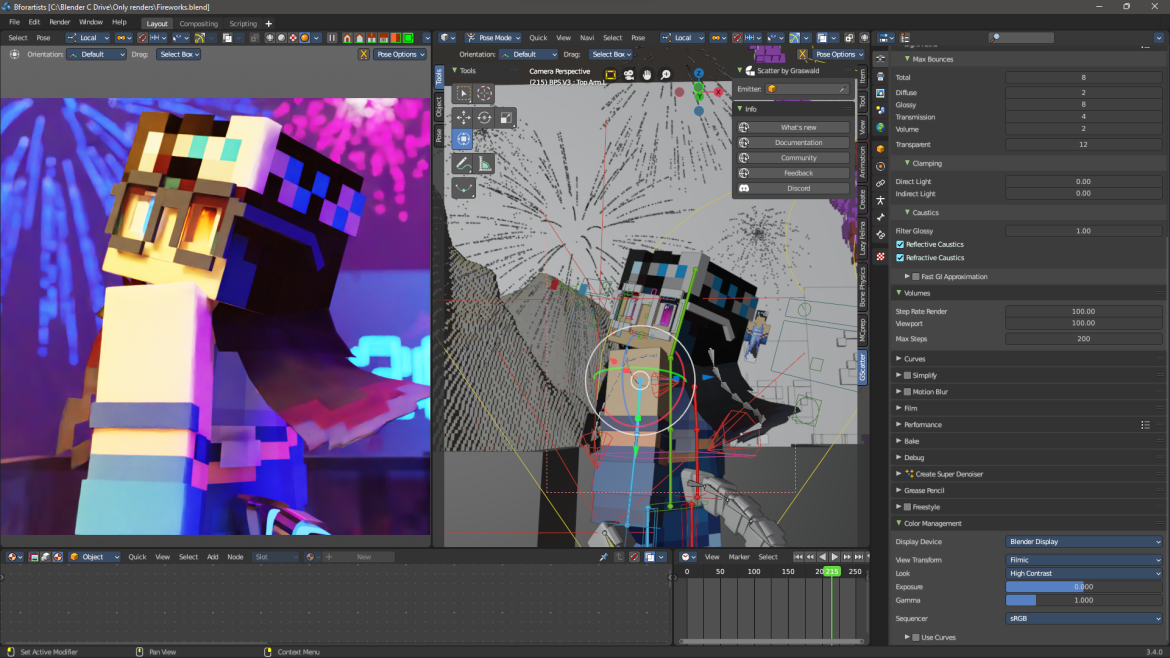 Bforartists [C:\Blender C Drive\Only renders\Fireworks.blend]
File Edit Render Window Help Layout Compositing Scripting
Select Pose Local
Orientation: Default Drag: Select Box Pose Options
Pose Mode Quick View Navi Select Pose Local
Orientation: Default Drag: Select Box Pose Options
Tools
Object
Pose
Tools
Camera Perspective
(215) BPS V3 : Top Arm.L
Z
X
Y
Scatter by Graswald
Emitter:
Info
What's new
Documentation
Community
Feedback
Discord
Item
Tool
View
Animation
Create
Lazy Felina
Bone Physics
MCprep
GScatter
Max Bounces
Total 8
Diffuse 2
Glossy 8
Transmission 4
Volume 2
Transparent 12
Clamping
Direct Light 0.00
Indirect Light 0.00
Caustics
Filter Glossy 1.00
Reflective Caustics
Refractive Caustics
Fast GI Approximation
Volumes
Step Rate Render 100.00
Viewport 100.00
Max Steps 200
Curves
Simplify
Motion Blur
Film
Performance
Bake
Debug
Create Super Denoiser
Grease Pencil
Freestyle
Color Management
Display Device Blender Display
View Transform Filmic
Look High Contrast
Exposure 0.000
Gamma 1.000
Sequencer sRGB
Use Curves
Object Quick View Select Add Node Slot New
View Marker Select
0 50 100 150 215 250
Set Active Modifier Pan View Context Menu 3.4.0